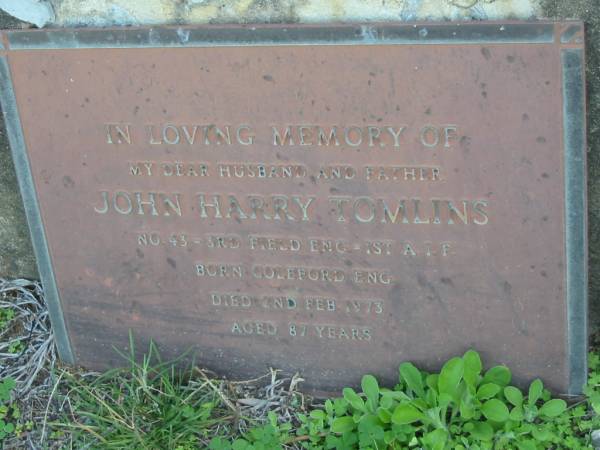 IN LOVING MEMORY OF
MY DEAR HUSBAND AND FATHER
JOHN HARRY TOMLINS
NO. 43 - 3RD FIELD ENG - 1ST A.I.F.
BORN COLEFORD ENG
DIED 2ND FEB 1973
AGED 87 YEARS